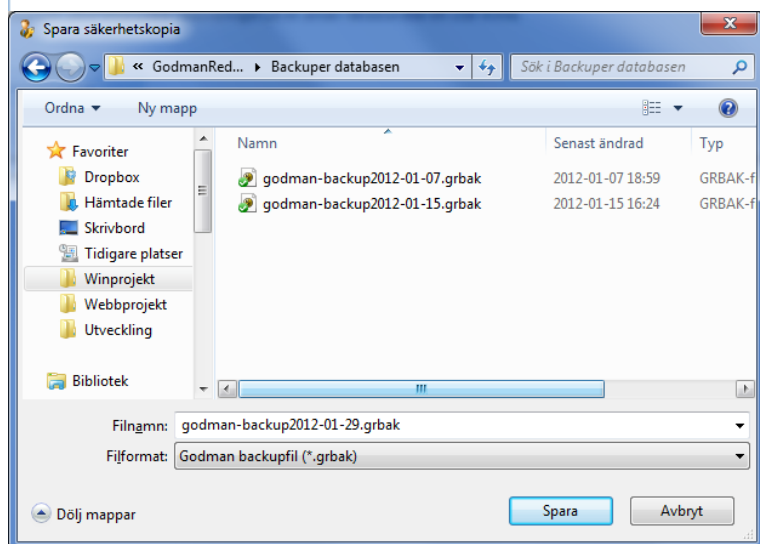 Spara säkerhetskopia
« GodmanRed... ▸ Backuper databasen
Sök i Backuper databasen
Ordna
Ny mapp
Namn
Senast ändrad
Typ
Favoriter
Dropbox
Hämtade filer
Skrivbord
Tidigare platser
Winprojekt
Webbprojekt
Utveckling
Bibliotek
godman-backup2012-01-07.grbak 2012-01-07 18:59 GRBAK-f
godman-backup2012-01-15.grbak 2012-01-15 16:24 GRBAK-f
Filnamn: godman-backup2012-01-29.grbak
Filformat: Godman backupfil (*.grbak)
Dölj mappar
Spara
Avbryt